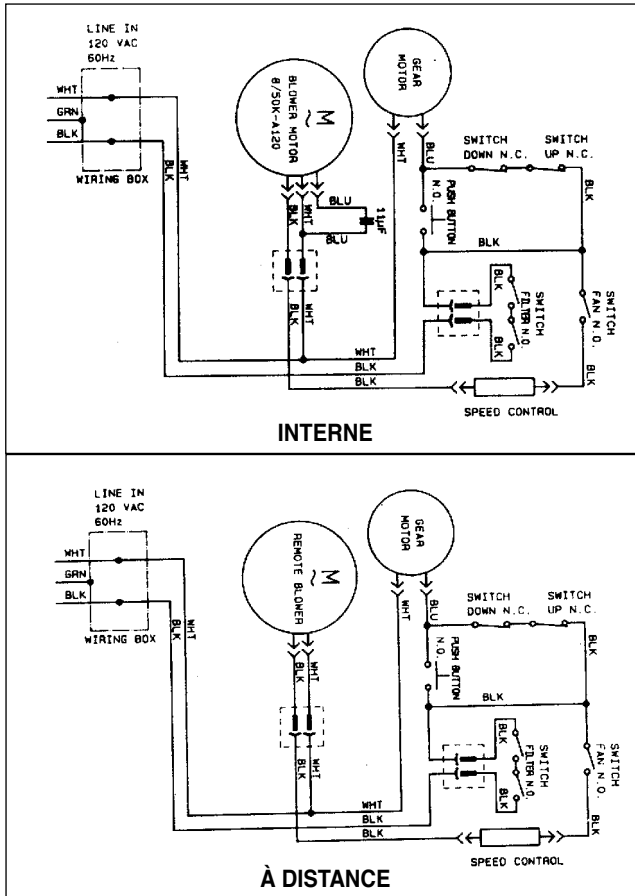 LINE IN
120 VAC
60Hz
WHT
GRN
BLK
WIRING BOX
BLK
WHT
BLOWER MOTOR
8/50K-A120
M
~
GEAR
MOTOR
WHT
BLU
SWITCH
DOWN N.C.
SWITCH
UP N.C.
BLK
PUSH BUTTON
N.O.
BLK
BLK
WHT
BLU
BLU
11µF
BLK
WHT
BLK
BLK
SWITCH
FILTER N.O.
SWITCH
FAN N.O.
BLK
WHT
BLK
BLK
SPEED CONTROL
INTERNE
LINE IN
120 VAC
60Hz
WHT
GRN
BLK
WIRING BOX
BLK
WHT
REMOTE BLOWER
M
~
GEAR
MOTOR
WHT
BLU
SWITCH
DOWN N.C.
SWITCH
UP N.C.
BLK
PUSH BUTTON
N.O.
BLK
BLK
WHT
BLK
WHT
BLK
BLK
SWITCH
FILTER N.O.
SWITCH
FAN N.O.
BLK
WHT
BLK
BLK
SPEED CONTROL
À DISTANCE